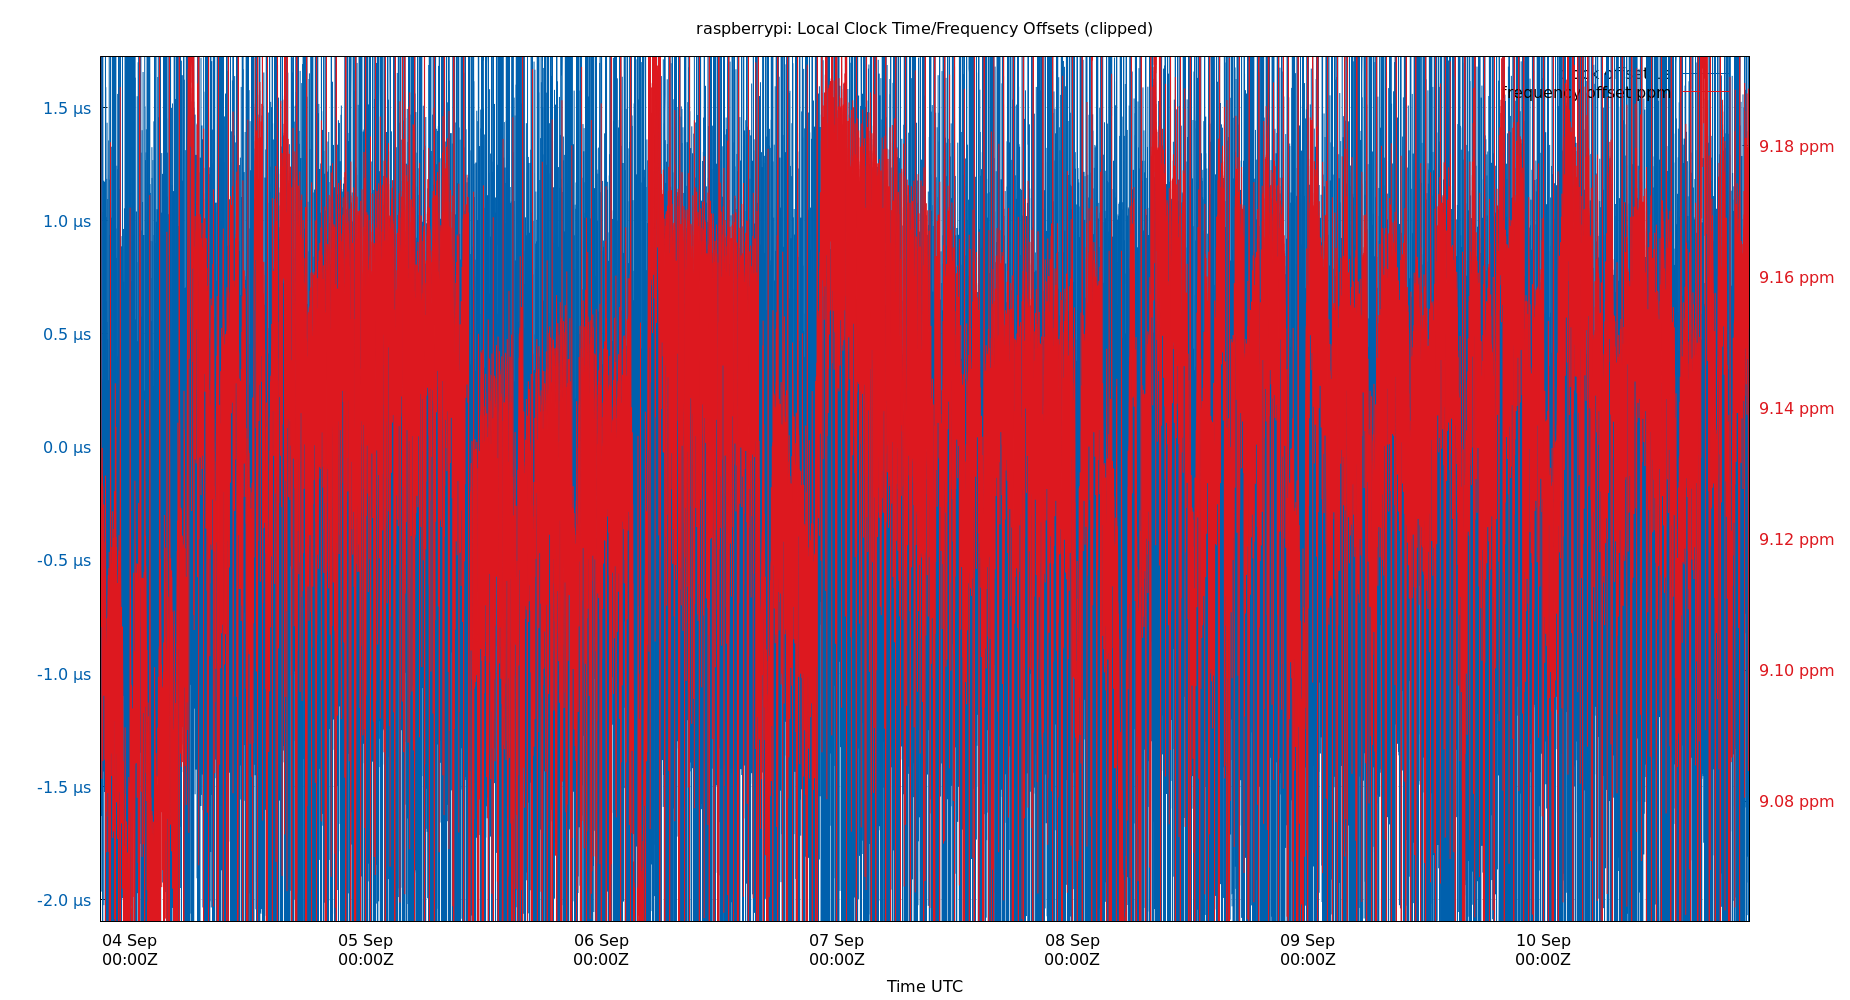 raspberrypi: Local Clock Time/Frequency Offsets (clipped)
frequency offset ppm
1.5 µs
1.0 µs
0.5 µs
0.0 µs
-0.5 µs
-1.0 µs
-1.5 µs
-2.0 µs
9.18 ppm
9.16 ppm
9.14 ppm
9.12 ppm
9.10 ppm
9.08 ppm
04 Sep 05 Sep 06 Sep 07 Sep 08 Sep 09 Sep 10 Sep
00:00Z 00:00Z 00:00Z 00:00Z 00:00Z 00:00Z 00:00Z
Time UTC